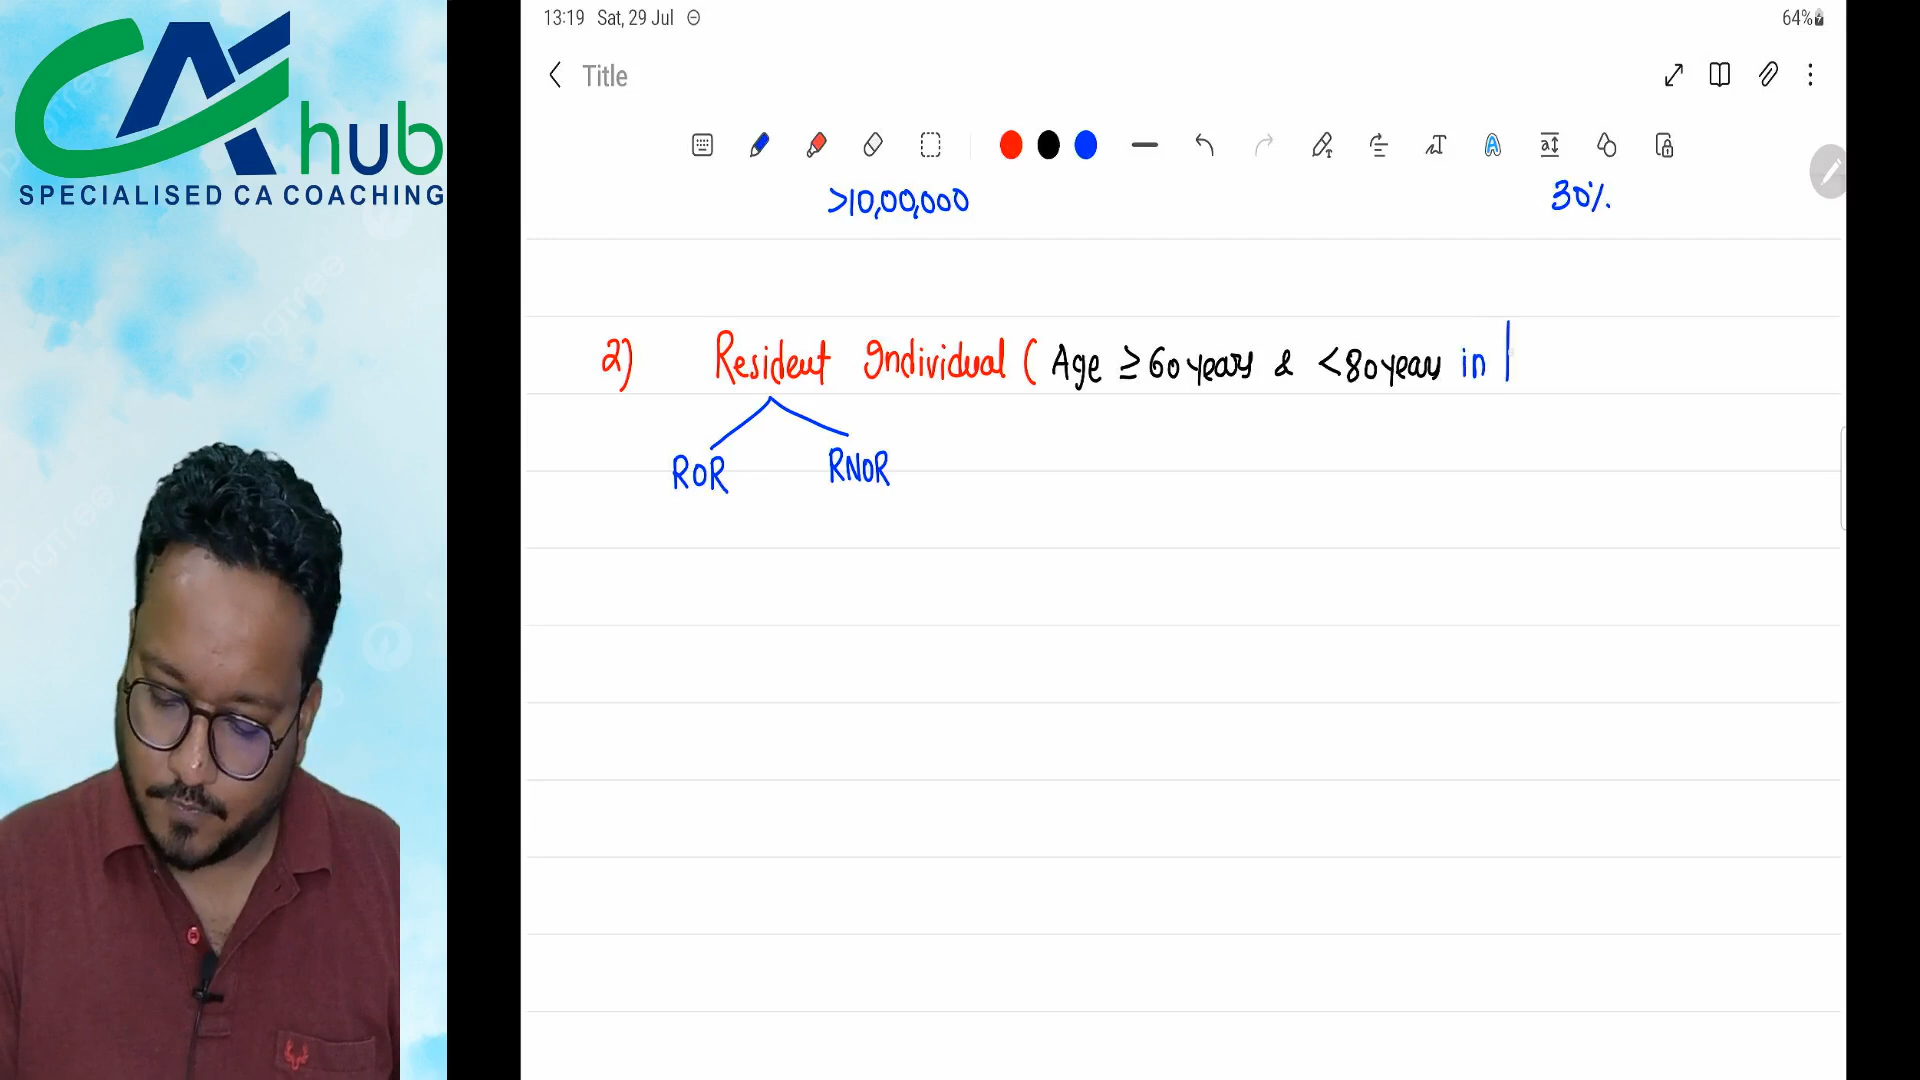 CA hub
SPECIALISED CA COACHING
13:19 Sat, 29 Jul
64%
Title
>10,00,000 30%.
2) Resident Individual ( Age ≥ 60 years & < 80 years in
ROR RNOR